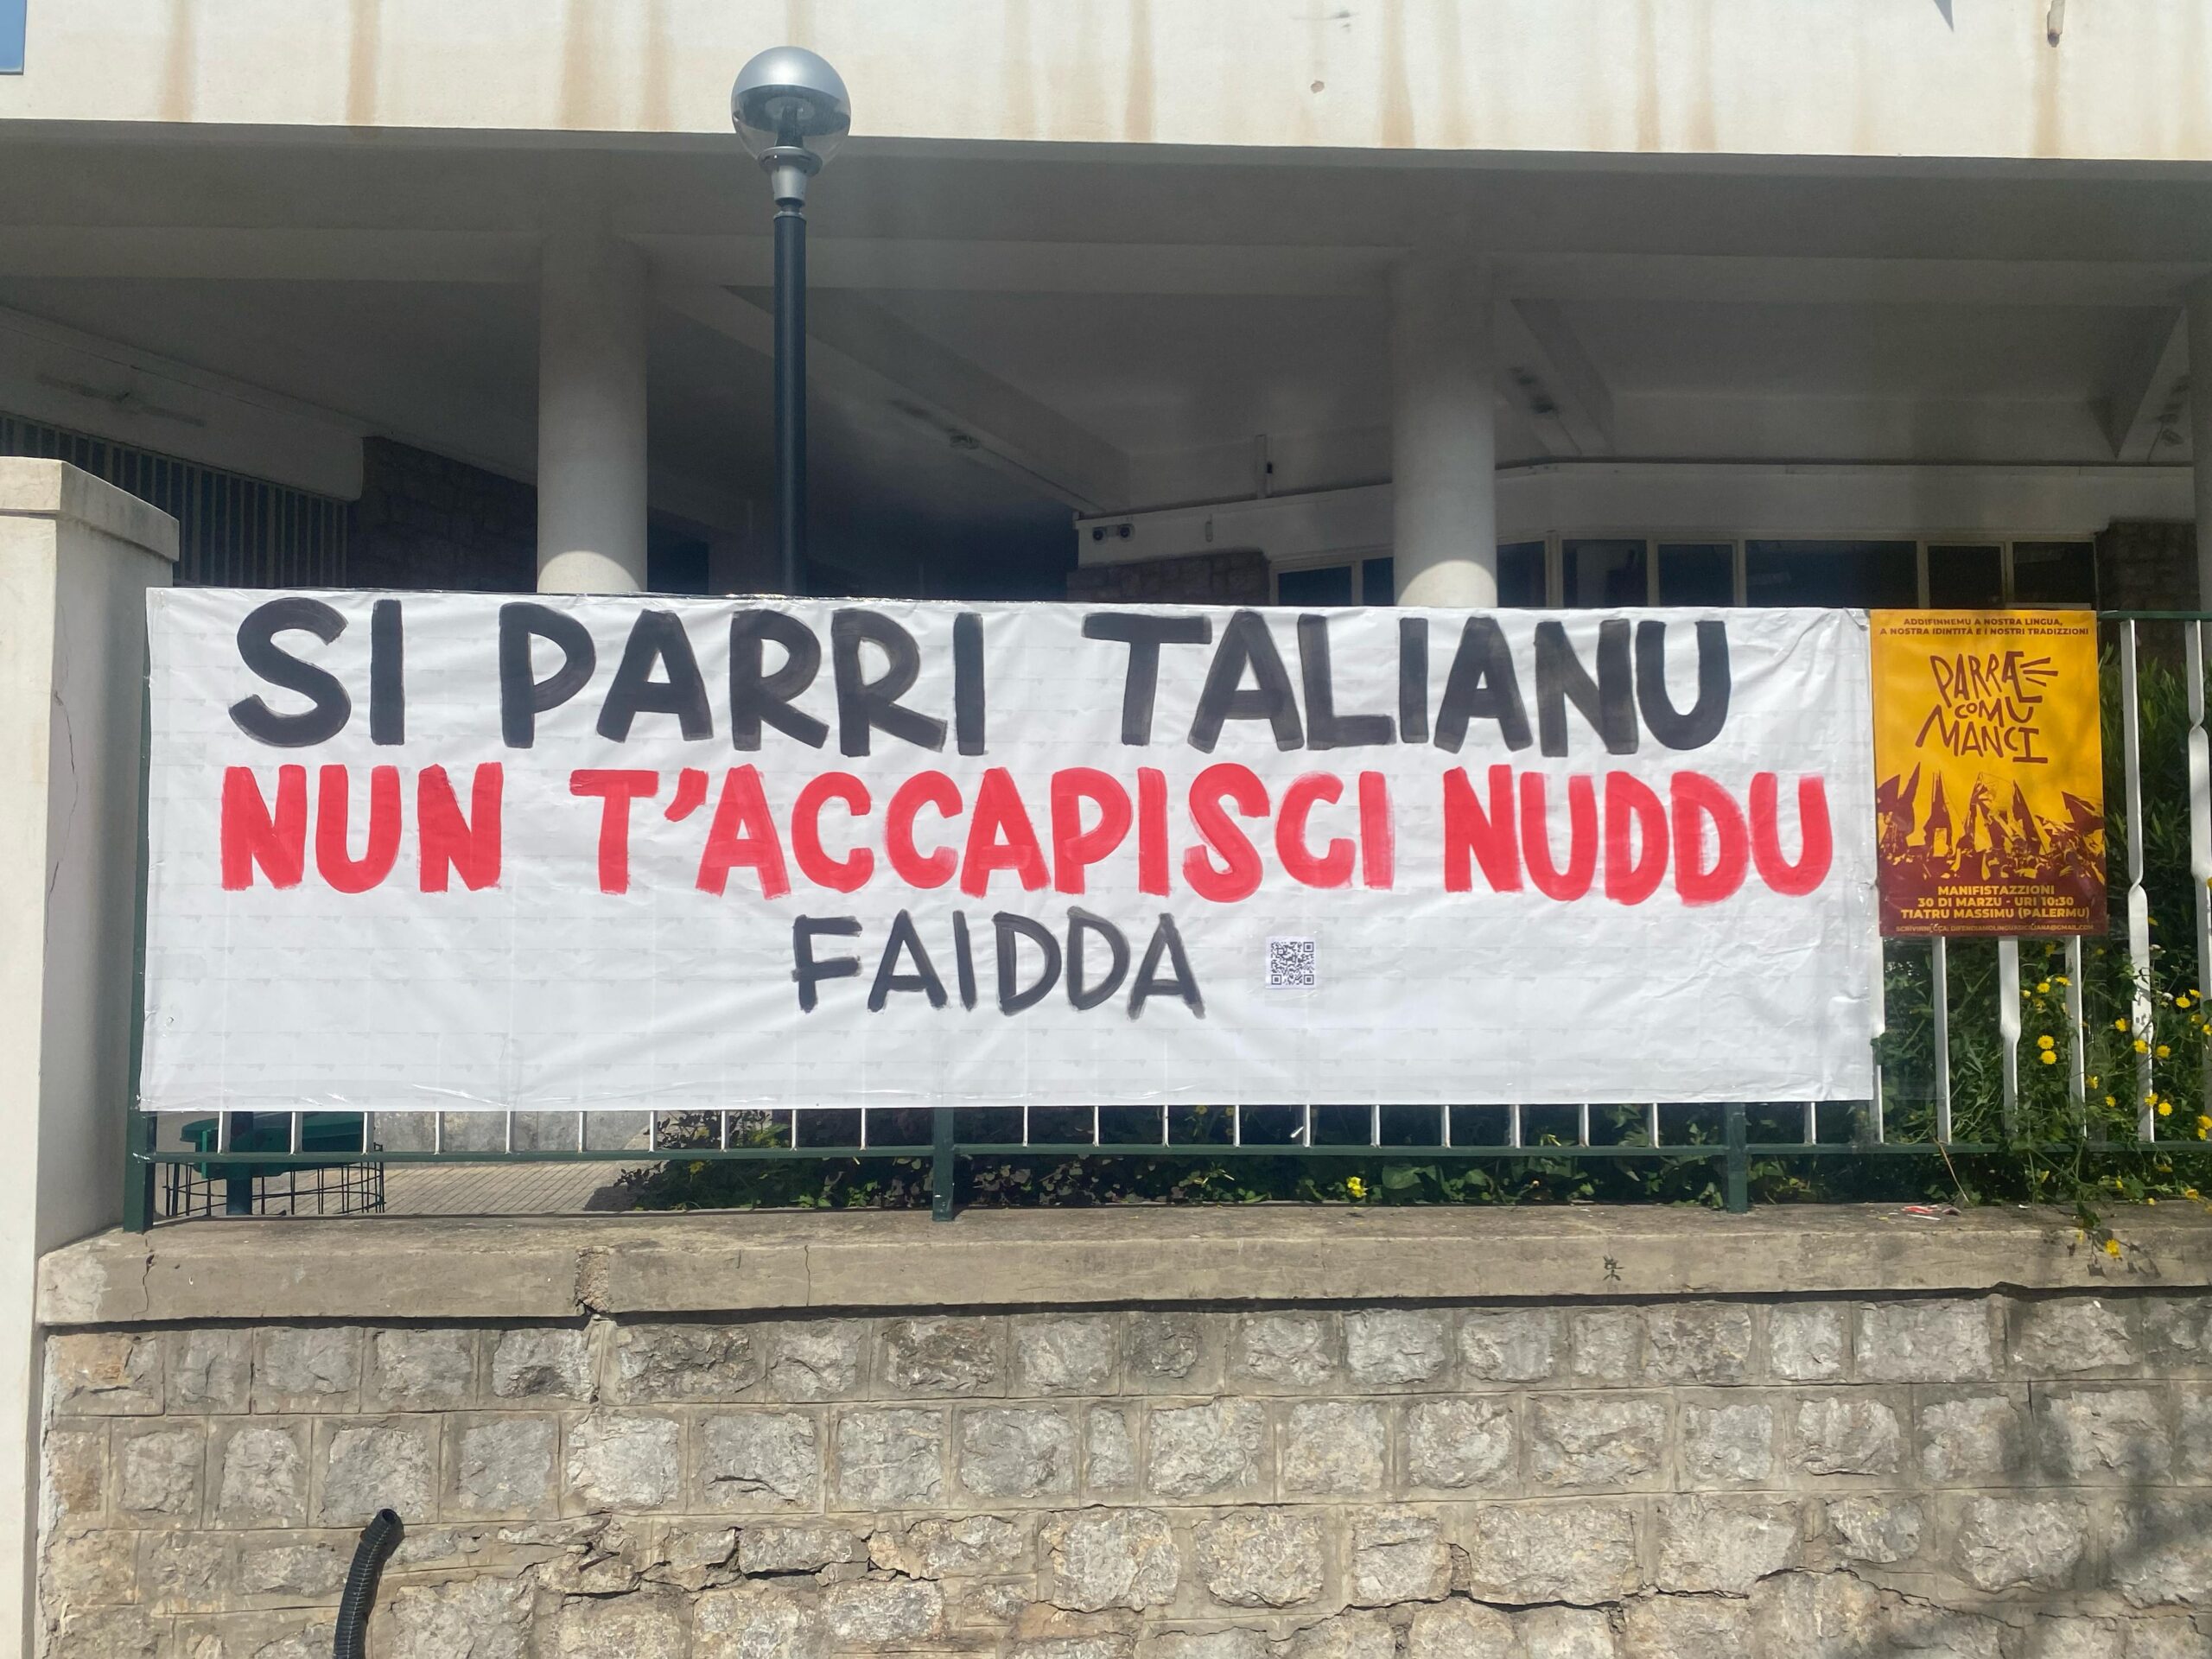 SI PARRI TALIANU
NUN T'ACCAPISCI NUDDU
FAIDDA
ADDIFINNEMU A NOSTRA LINGUA,
A NOSTRA IDINTITÀ E I NOSTRI TRADIZZIONI
PARRA
COMU
MANCI
MANIFISTAZZIONI
30 DI MARZU - URI 10:30
TIATRU MASSIMU (PALERMU)